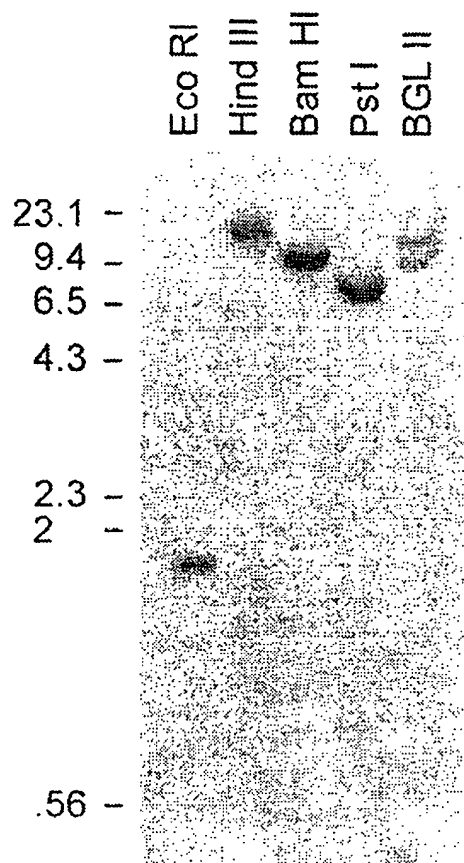 Eco RI
Hind III
Bam HI
Pst I
BGL II
23.1 –
9.4 –
6.5 –
4.3 –
2.3 –
2 –
.56 –